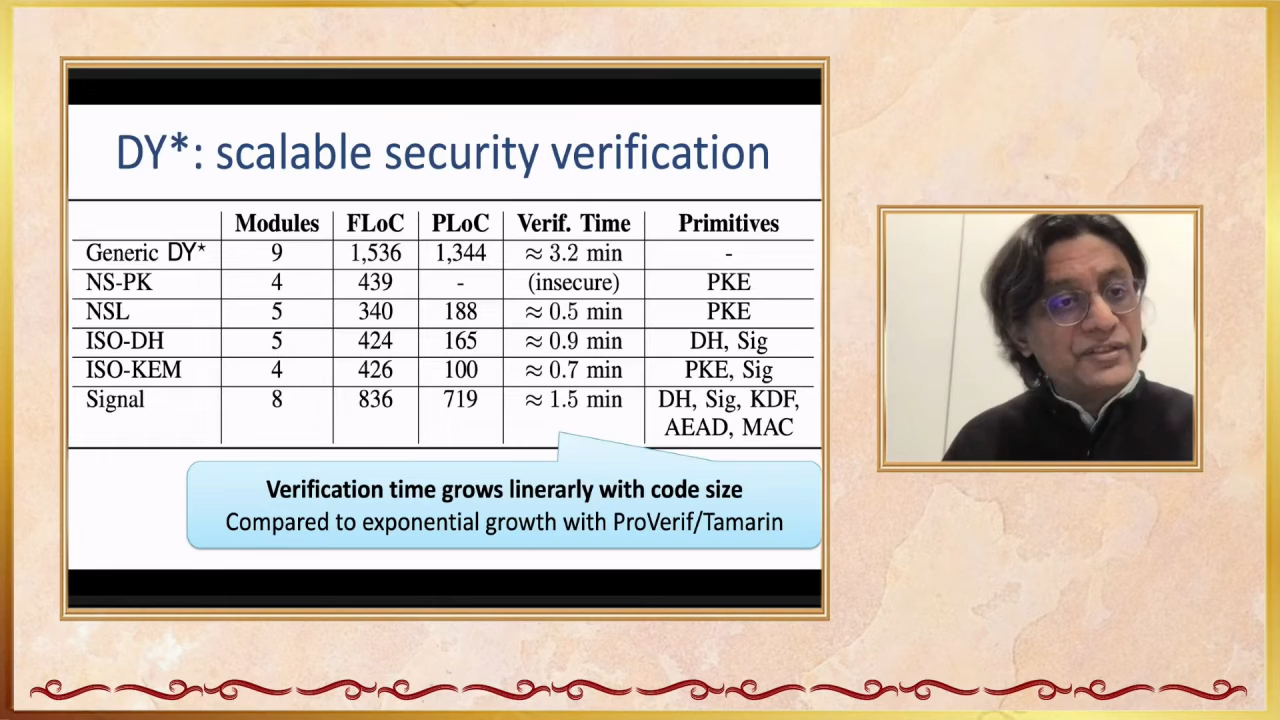 DY*: scalable security verification
Modules FLoC PLoC Verif. Time Primitives
Generic DY* 9 1,536 1,344 ≈ 3.2 min -
NS-PK 4 439 - (insecure) PKE
NSL 5 340 188 ≈ 0.5 min PKE
ISO-DH 5 424 165 ≈ 0.9 min DH, Sig
ISO-KEM 4 426 100 ≈ 0.7 min PKE, Sig
Signal 8 836 719 ≈ 1.5 min DH, Sig, KDF,
AEAD, MAC
Verification time grows linerarly with code size
Compared to exponential growth with ProVerif/Tamarin